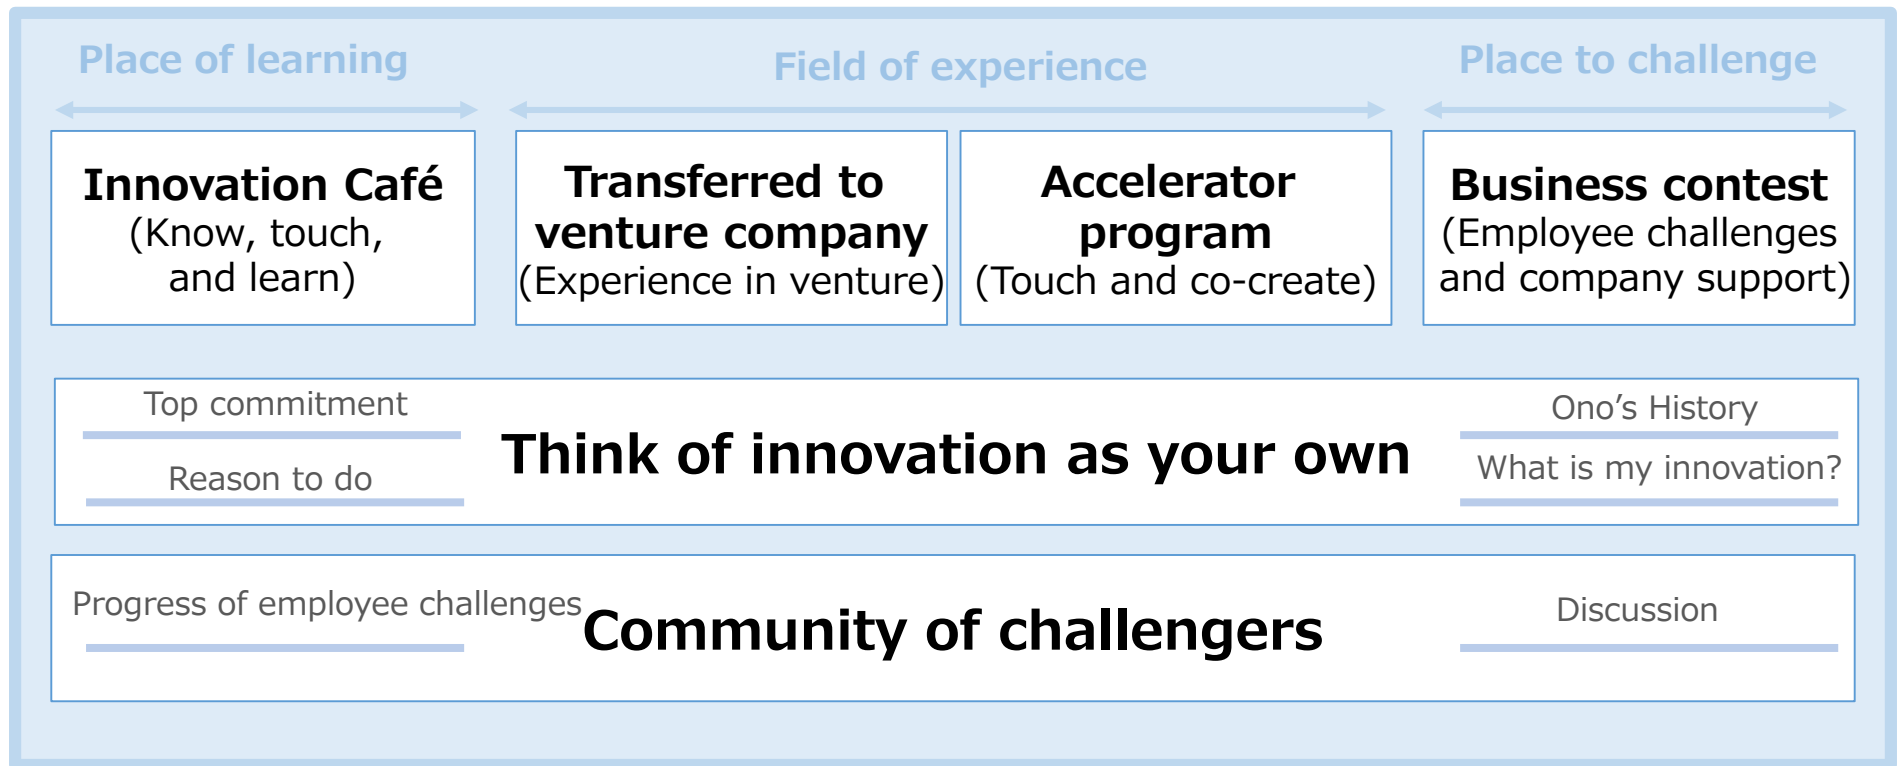 Place of learning
Field of experience
Place to challenge
Innovation Café
(Know, touch,
and learn)
Transferred to
venture company
(Experience in venture)
Accelerator
program
(Touch and co-create)
Business contest
(Employee challenges
and company support)
Top commitment
Reason to do
Think of innovation as your own
Ono’s History
What is my innovation?
Progress of employee challenges
Community of challengers
Discussion